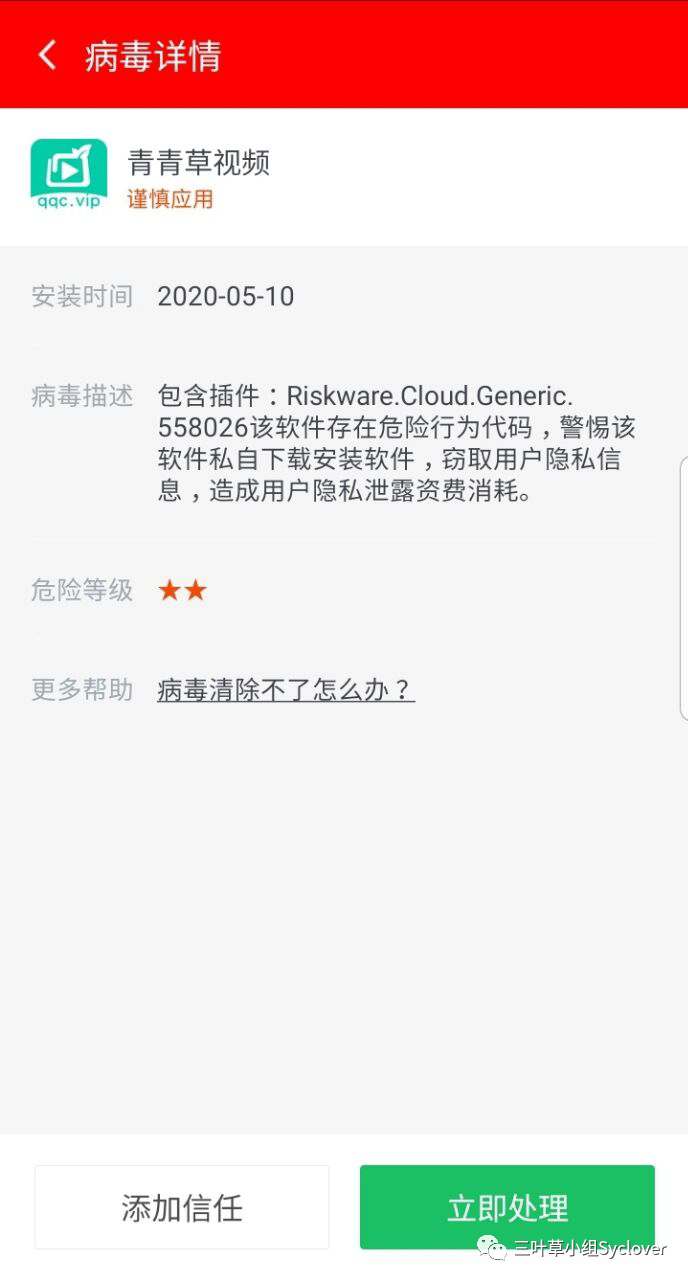 病毒详情
青青草视频
qqc.vip
谨慎应用
安装时间 2020-05-10
病毒描述 包含插件：Riskware.Cloud.Generic.
558026该软件存在危险行为代码，警惕该
软件私自下载安装软件，窃取用户隐私信
息，造成用户隐私泄露资费消耗。
危险等级 ★★
更多帮助 病毒清除不了怎么办？
添加信任 立即处理
三叶草小组Syclover